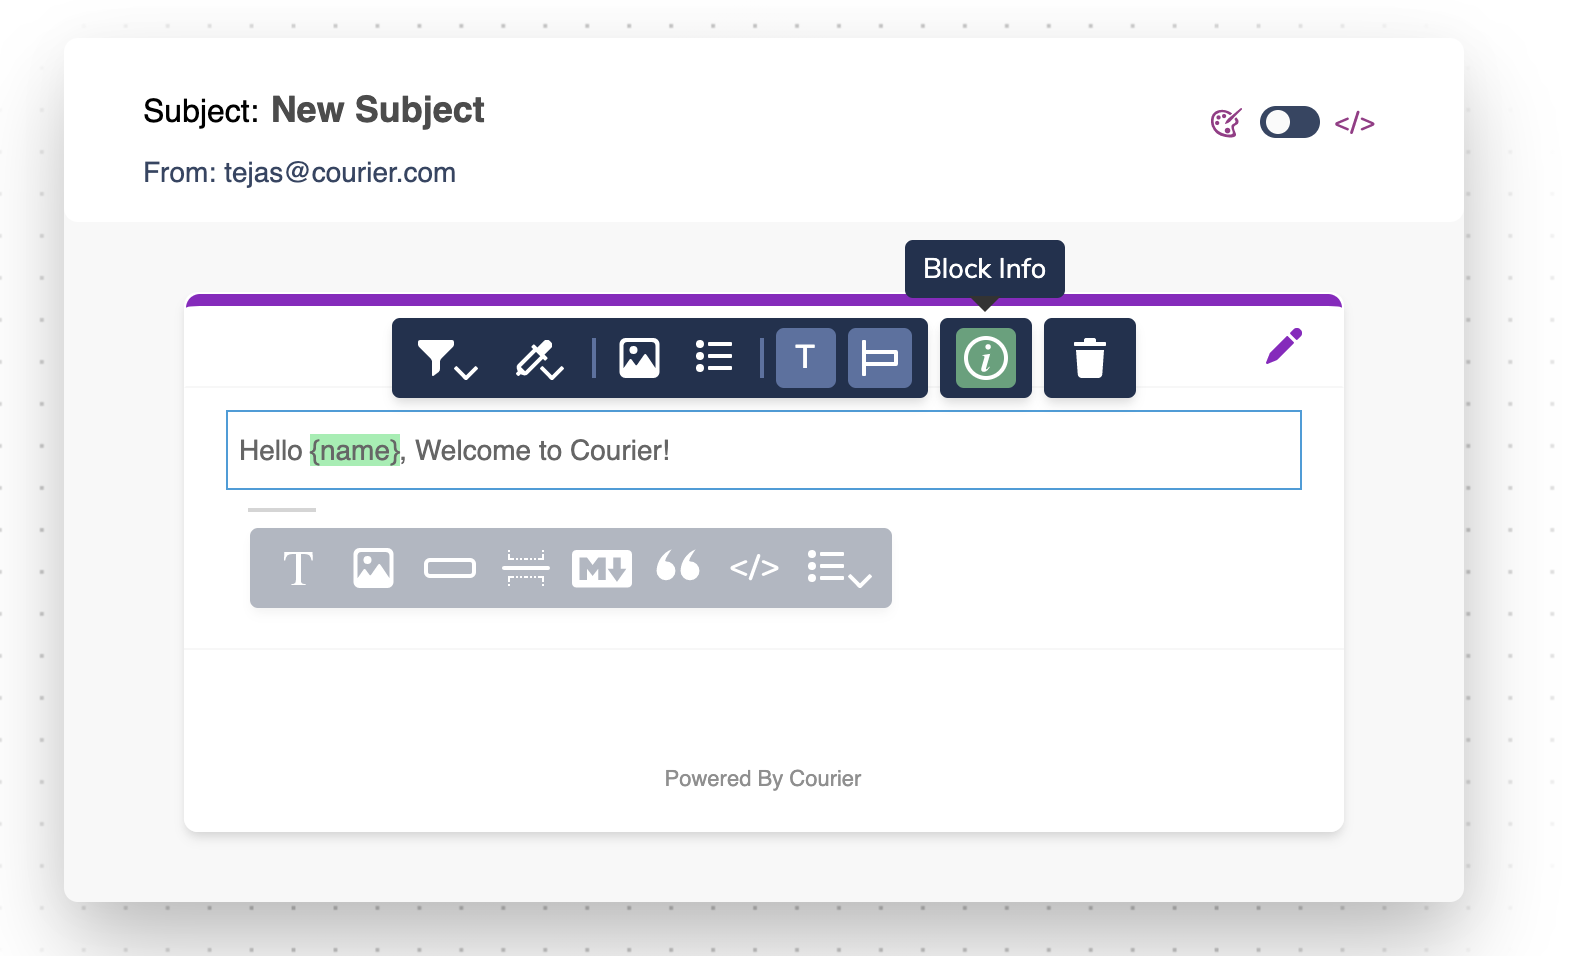 Subject: New Subject
From: tejas@courier.com
Block Info
T
i
Hello {name}, Welcome to Courier!
T
M
</>
</>
Powered By Courier